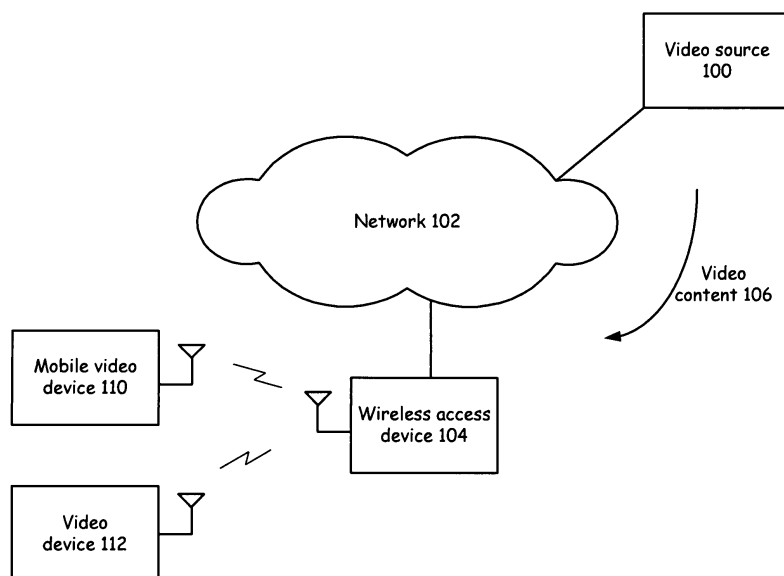 Video source
100
Network 102
Video
content 106
Mobile video
device 110
Wireless access
device 104
Video
device 112